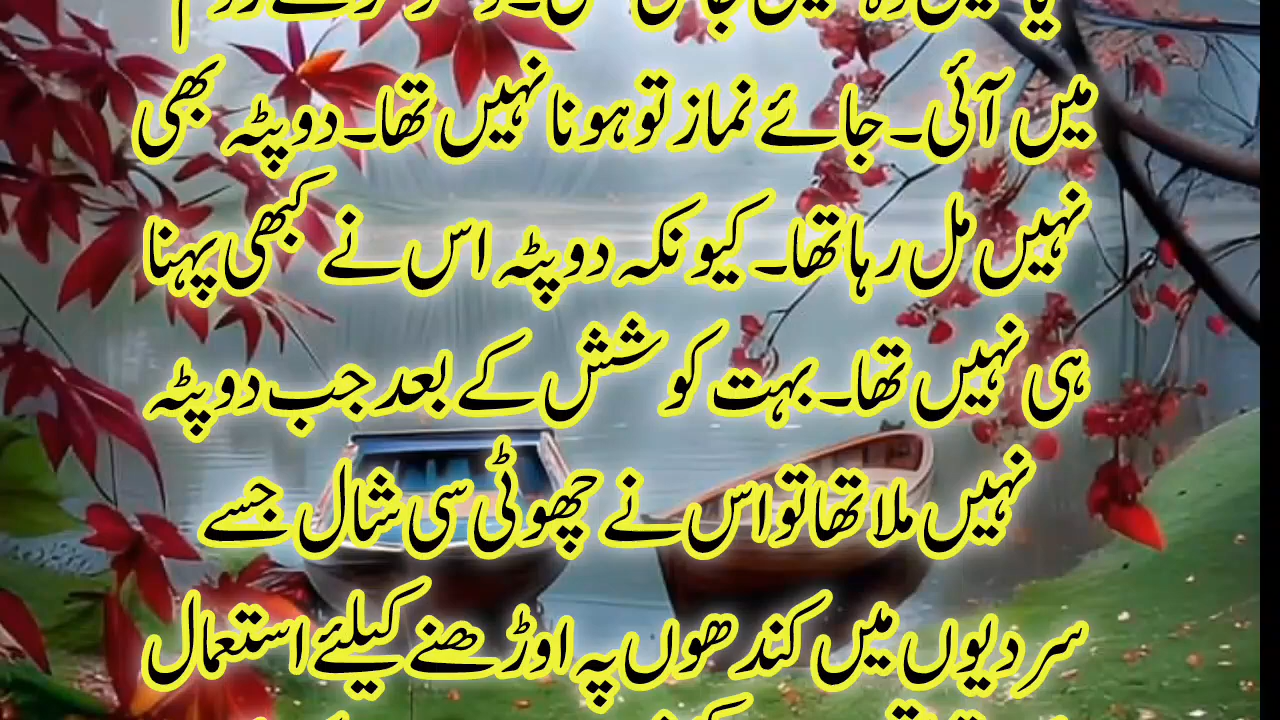 میں آئی۔ جائے نماز تو ہونا نہیں تھا۔ دوپٹہ بھی
نہیں مل رہا تھا۔ کیونکہ دوپٹہ اس نے کبھی پہنا
ہی نہیں تھا۔ بہت کوشش کے بعد جب دوپٹہ
نہیں ملا تھا تو اس نے چھوٹی سی شال جسے
سردیوں میں کندھوں پہ اوڑھنے کیلئے استعمال